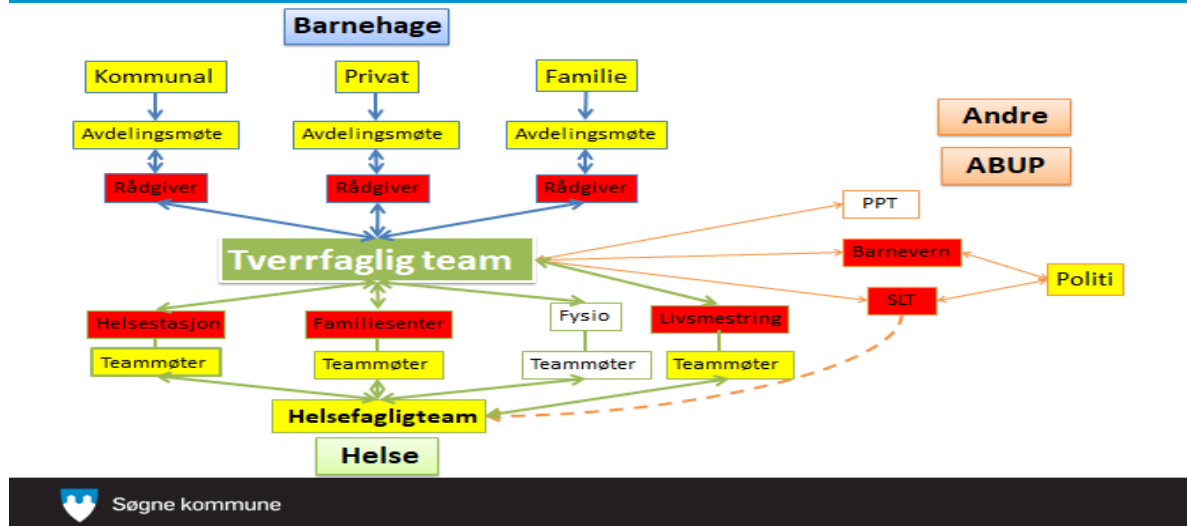 Barnehage
Kommunal Privat Familie
Avdelingsmøte Avdelingsmøte Avdelingsmøte
Rådgiver Rådgiver Rådgiver
Andre
ABUP
PPT
Tverrfaglig team
Barnevern
Politi
SLT
Helsestasjon Familiesenter Fysio Livsmestring
Teammøter Teammøter Teammøter Teammøter
Helsefagligteam
Helse
Søgne kommune